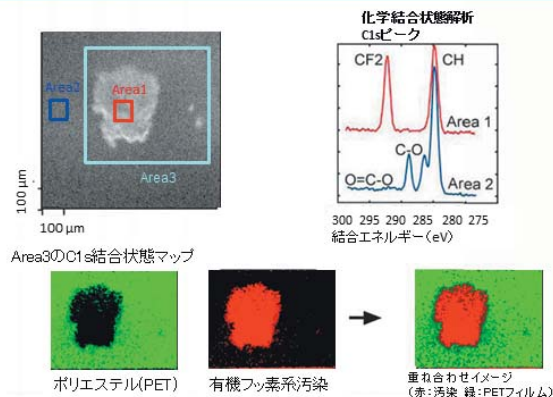 化学結合状態解析
C1sピーク
Area2
Area1
Area3
100 μm
100 μm
CF2
CH
Area 1
C-O
O=C-O
Area 2
300 295 290 285 280 275
結合エネルギー(eV)
Area3のC1s結合状態マップ
ポリエステル(PET)
有機フッ素系汚染
重ね合わせイメージ
(赤:汚染 緑:PETフィルム)